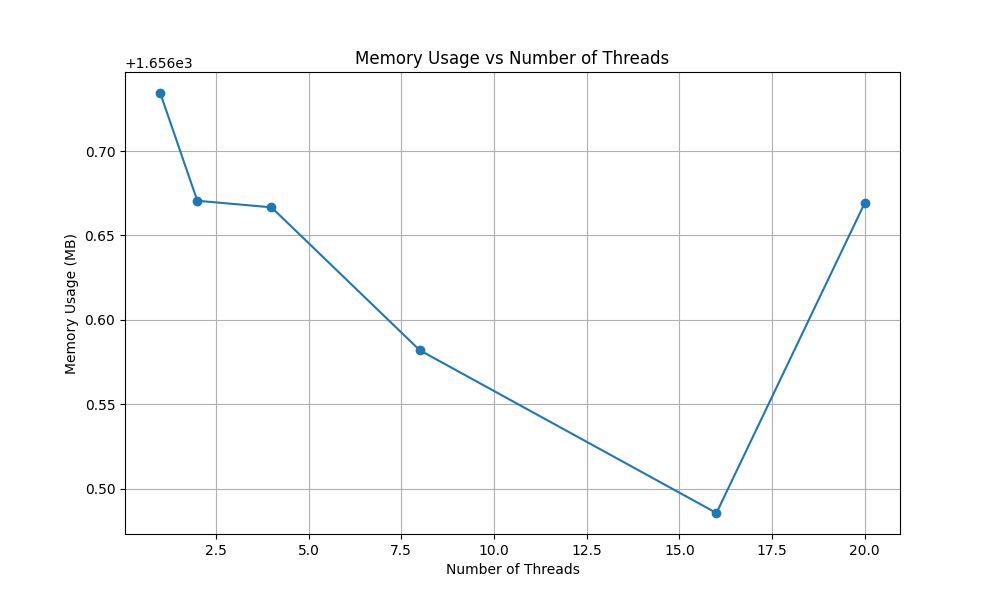 Memory Usage vs Number of Threads
+1.656e3
0.70
0.65
0.60
0.55
0.50
Memory Usage (MB)
2.5 5.0 7.5 10.0 12.5 15.0 17.5 20.0
Number of Threads